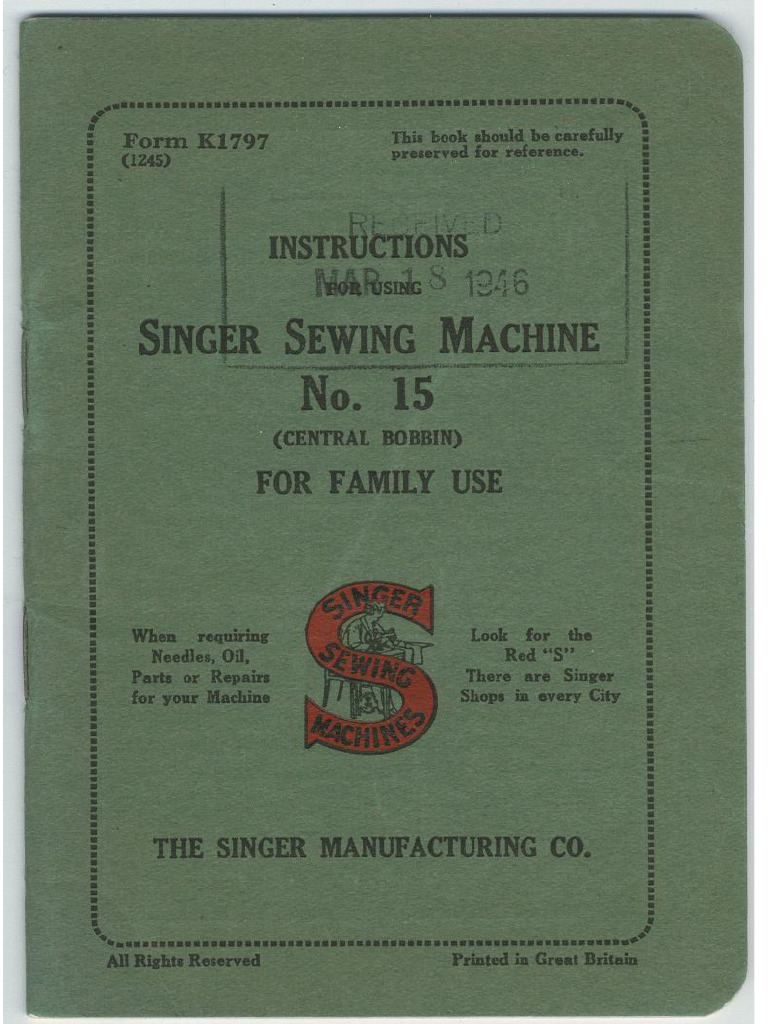 Form K1797
(1245)
This book should be carefully
preserved for reference.
RECEIVED
MAR 18 1946
INSTRUCTIONS
FOR USING
SINGER SEWING MACHINE
No. 15
(CENTRAL BOBBIN)
FOR FAMILY USE
When requiring
Needles, Oil,
Parts or Repairs
for your Machine
SINGER
SEWING
MACHINES
Look for the
Red "S"
There are Singer
Shops in every City
THE SINGER MANUFACTURING CO.
All Rights Reserved
Printed in Great Britain